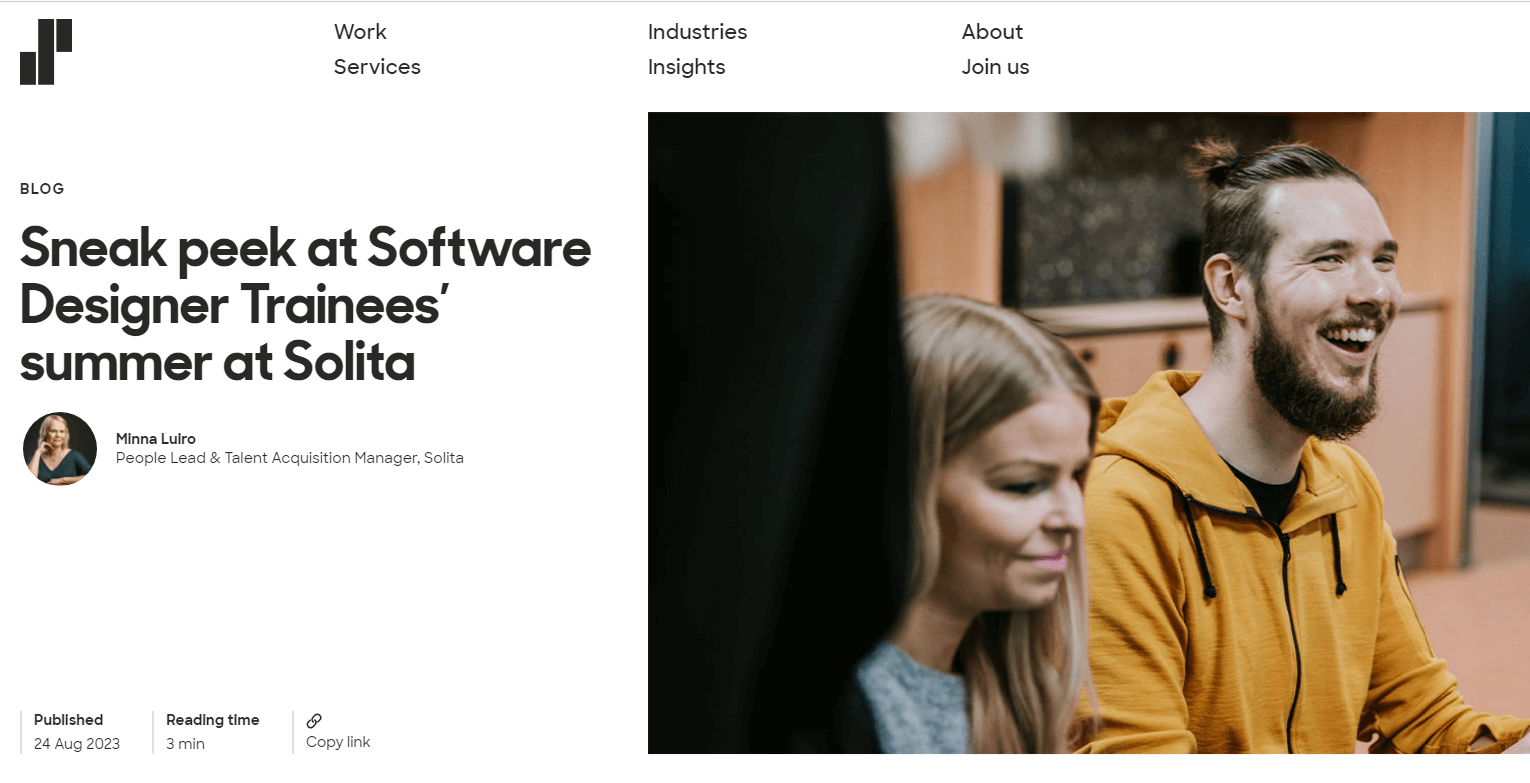 Work
Services
Industries
Insights
About
Join us
BLOG
Sneak peek at Software
Designer Trainees’
summer at Solita
Minna Luiro
People Lead & Talent Acquisition Manager, Solita
Published
24 Aug 2023
Reading time
3 min
Copy link